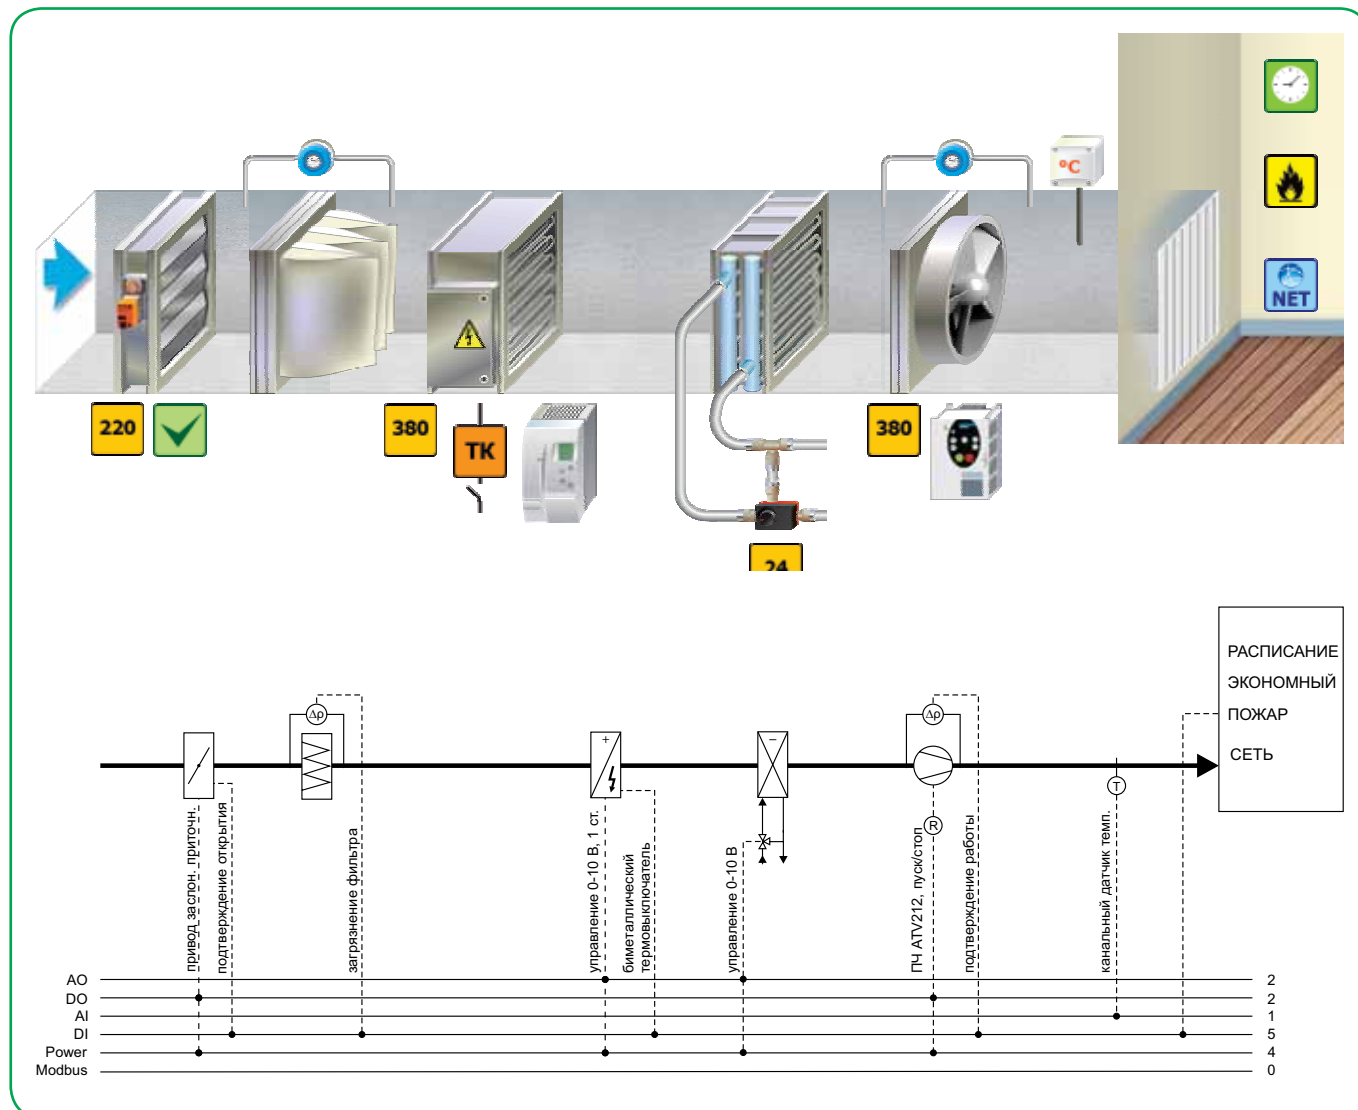 °C
NET
220
380
ТК
380
24
РАСПИСАНИЕ
ЭКОНОМНЫЙ
ПОЖАР
СЕТЬ
Δp
+
–
Δp
T
R
привод заслон. приточн.
подтверждение открытия
загрязнение фильтра
управление 0-10 В, 1 ст.
биметаллический
термовыключатель
управление 0-10 В
ПЧ ATV212, пуск/стоп
подтверждение работы
канальный датчик темп.
AO 2
DO 2
AI 1
DI 5
Power 4
Modbus 0